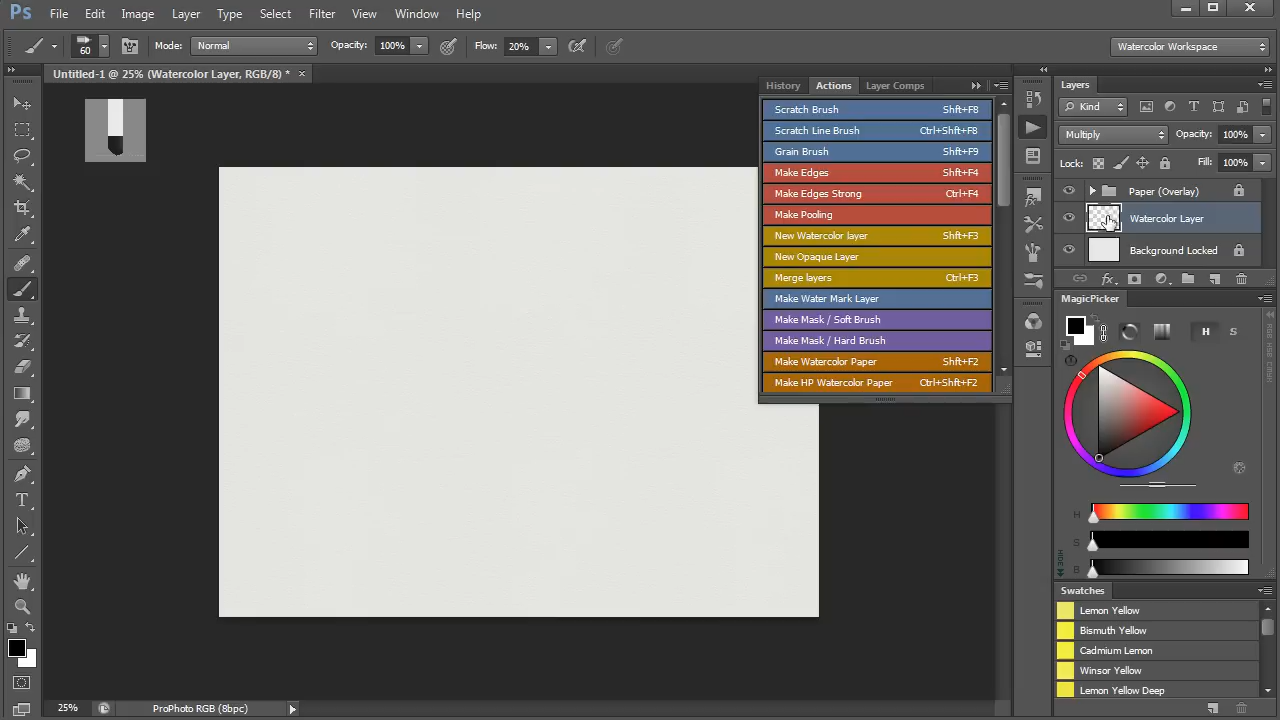 Ps File Edit Image Layer Type Select Filter View Window Help
60 Mode: Normal Opacity: 100% Flow: 20% Watercolor Workspace
Untitled-1 @ 25% (Watercolor Layer, RGB/8) *
History Actions Layer Comps
Scratch Brush Shft+F8
Scratch Line Brush Ctrl+Shft+F8
Grain Brush Shft+F9
Make Edges Shft+F4
Make Edges Strong Ctrl+F4
Make Pooling
New Watercolor layer Shft+F3
New Opaque Layer
Merge layers Ctrl+F3
Make Water Mark Layer
Make Mask / Soft Brush
Make Mask / Hard Brush
Make Watercolor Paper Shft+F2
Make HP Watercolor Paper Ctrl+Shft+F2
Layers
Kind
Multiply Opacity: 100%
Lock: Fill: 100%
Paper (Overlay)
Watercolor Layer
Background Locked
fx
MagicPicker
H S
H
S
B
Swatches
Lemon Yellow
Bismuth Yellow
Cadmium Lemon
Winsor Yellow
Lemon Yellow Deep
25% ProPhoto RGB (8bpc)